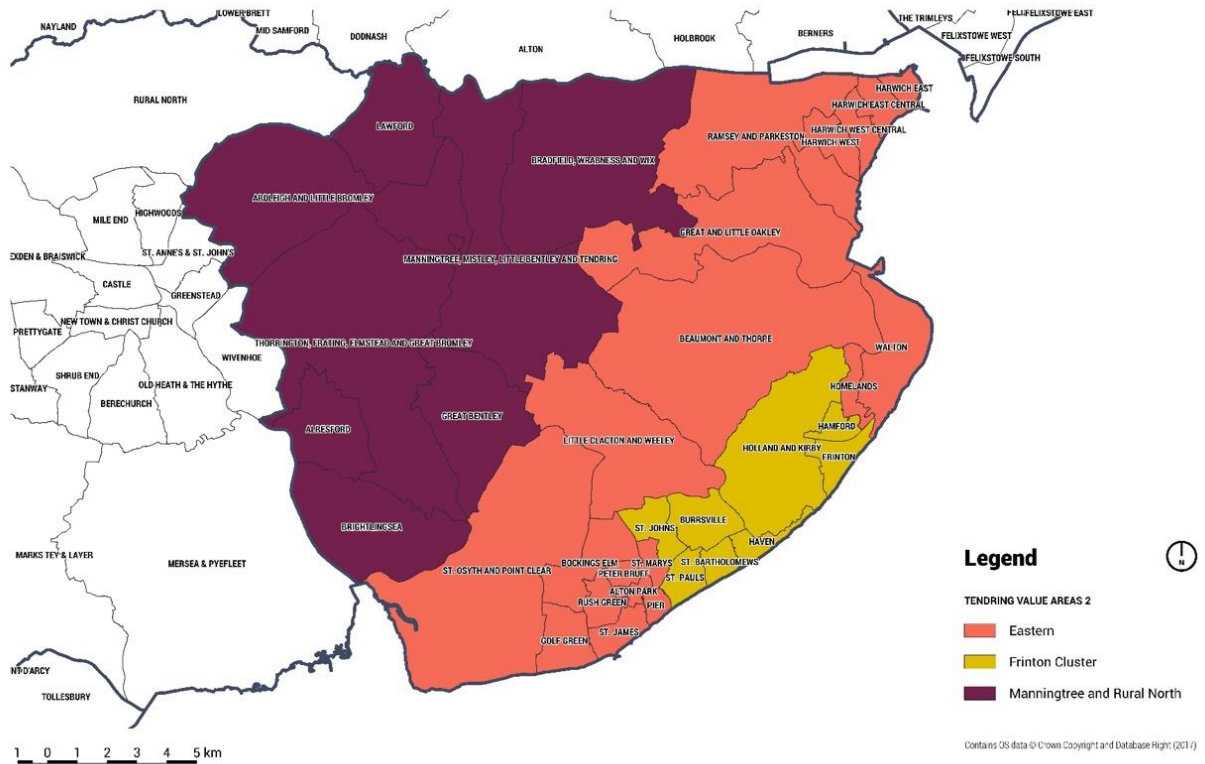 NAYLAND
LOWER BRETT
MID SAMFORD
DODNASH
ALTON
HOLBROOK
BERNERS
THE TRIMLEYS
FELIXSTOWE EAST
FELIXSTOWE WEST
FELIXSTOWE SOUTH
RURAL NORTH
LAWFORD
HARWICH EAST
HARWICH EAST CENTRAL
HARWICH WEST CENTRAL
RAMSEY AND PARKESTON
HARWICH WEST
BRADFIELD, WRABNESS AND WIX
ARDLEIGH AND LITTLE BROMLEY
MILE END
HIGHWOODS
GREAT AND LITTLE OAKLEY
ST. ANNE'S & ST. JOHN'S
EXDEN & BRAISWICK
MANNINGTREE, MISTLEY, LITTLE BENTLEY AND TENDRING
CASTLE
GREENSTEAD
NEW TOWN & CHRIST CHURCH
PRETTYGATE
BEAUMONT AND THORPE
THORRINGTON, FRATING, ELMSTEAD AND GREAT BROMLEY
WALTON
WIVENHOE
SHRUB END
OLD HEATH & THE HYTHE
STANWAY
HOMELANDS
BERECHURCH
GREAT BENTLEY
ALRESFORD
HAMFORD
LITTLE CLACTON AND WEELEY
HOLLAND AND KIRBY
FRINTON
BRIGHTLINGSEA
ST. JOHNS
BURRSVILLE
HAVEN
MARKS TEY & LAYER
MERSEA & PYEFLEET
ST. OSYTH AND POINT CLEAR
BOCKINGS ELM
ST. MARYS
ST. BARTHOLOMEWS
PETER BRUFF
ST. PAULS
ALTON PARK
RUSH GREEN
PIER
ST. JAMES
GOLF GREEN
NT D'ARCY
TOLLESBURY
Legend
N
TENDRING VALUE AREAS 2
Eastern
Frinton Cluster
Manningtree and Rural North
Contains OS data © Crown Copyright and Database Right (2017)
1 0 1 2 3 4 5 km